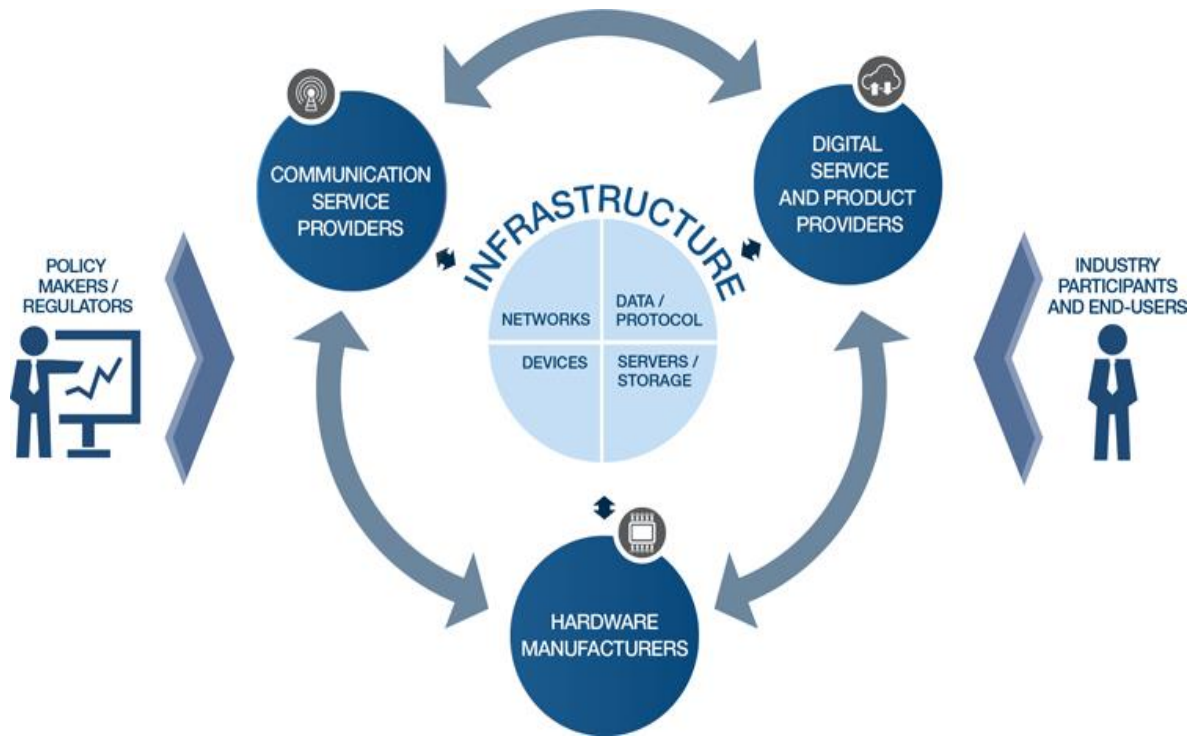 COMMUNICATION
SERVICE
PROVIDERS
DIGITAL
SERVICE
AND PRODUCT
PROVIDERS
INFRASTRUCTURE
POLICY
MAKERS /
REGULATORS
NETWORKS
DATA /
PROTOCOL
DEVICES
SERVERS /
STORAGE
INDUSTRY
PARTICIPANTS
AND END-USERS
HARDWARE
MANUFACTURERS